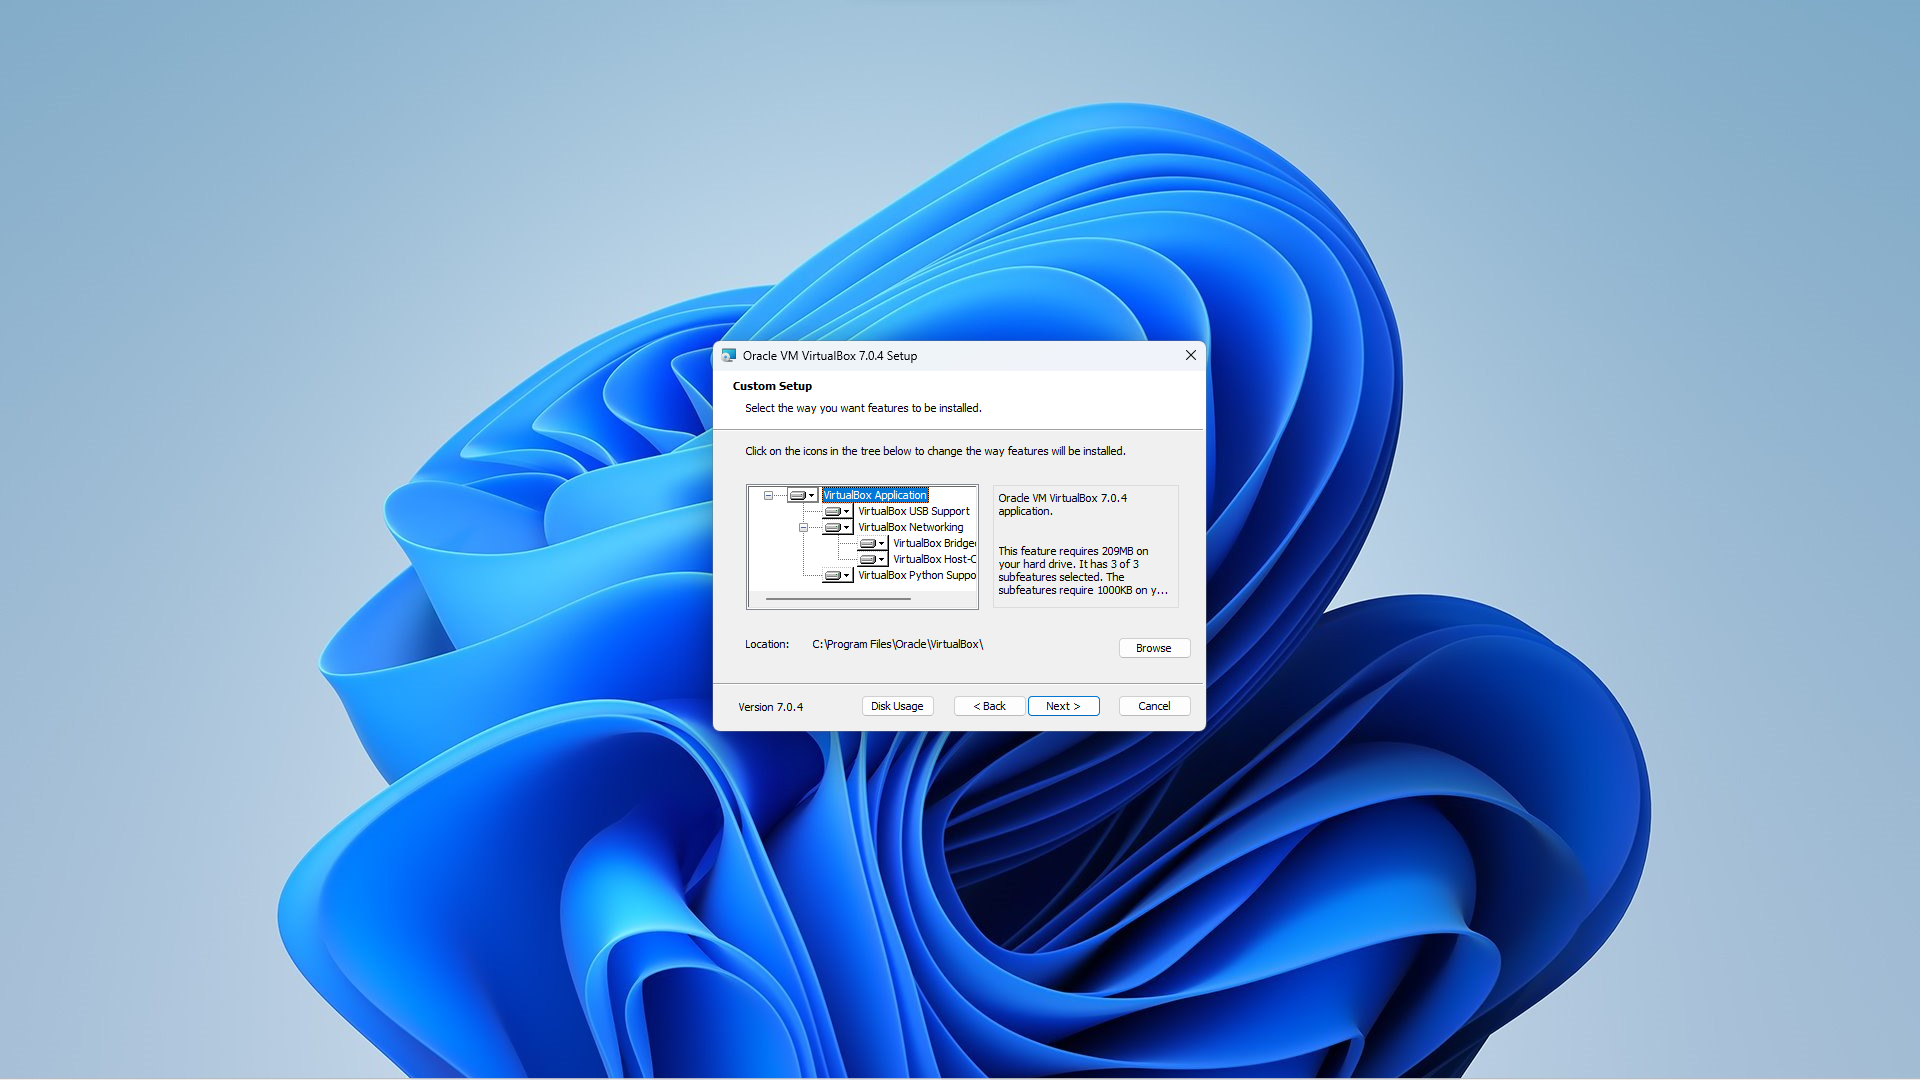 Oracle VM VirtualBox 7.0.4 Setup
Custom Setup
Select the way you want features to be installed.
Click on the icons in the tree below to change the way features will be installed.
VirtualBox Application
VirtualBox USB Support
VirtualBox Networking
VirtualBox Bridge
VirtualBox Host-C
VirtualBox Python Suppo
Oracle VM VirtualBox 7.0.4
application.
This feature requires 209MB on
your hard drive. It has 3 of 3
subfeatures selected. The
subfeatures require 1000KB on y...
Location: C:\Program Files\Oracle\VirtualBox\
Browse
Version 7.0.4
Disk Usage
< Back
Next >
Cancel